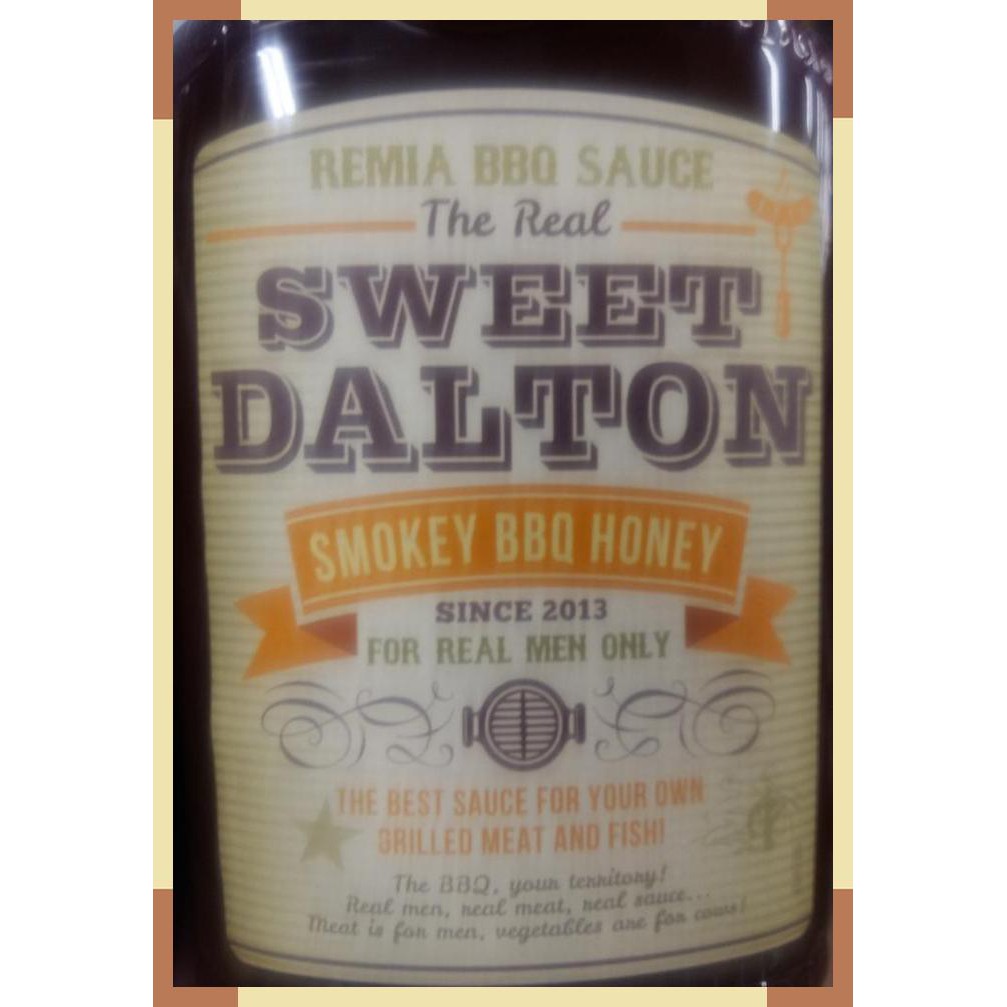 REMIA BBQ SAUCE
The Real
SWEET
DALTON
SMOKEY BBQ HONEY
SINCE 2013
FOR REAL MEN ONLY
THE BEST SAUCE FOR YOUR OWN
GRILLED MEAT AND FISH!
The BBQ, your territory!
Real men, real meat, real sauce...
Meat is for men, vegetables are for cows!